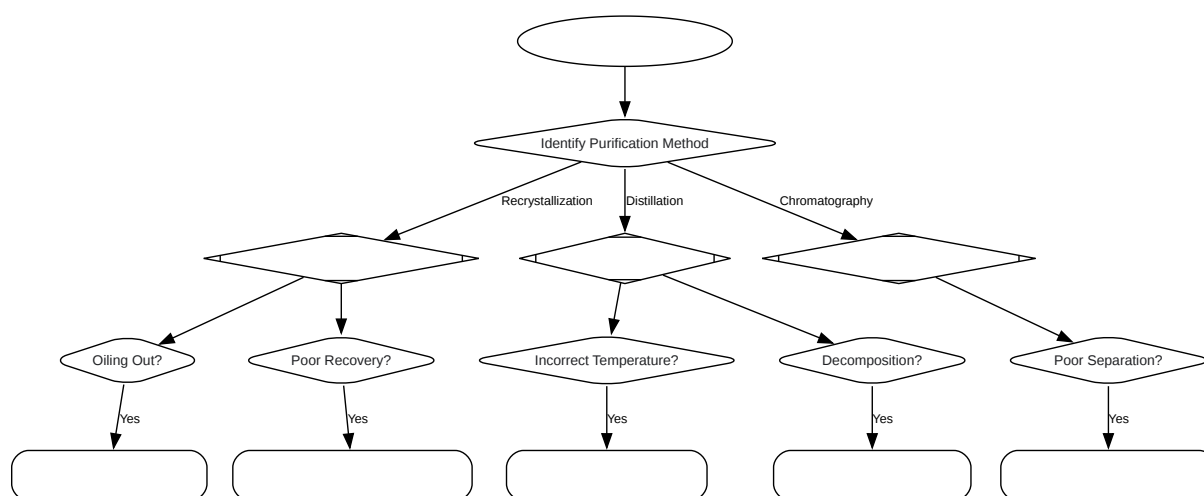 Identify Purification Method
Recrystallization
Distillation
Chromatography
Oiling Out?
Poor Recovery?
Incorrect Temperature?
Decomposition?
Poor Separation?
Yes
Yes
Yes
Yes
Yes